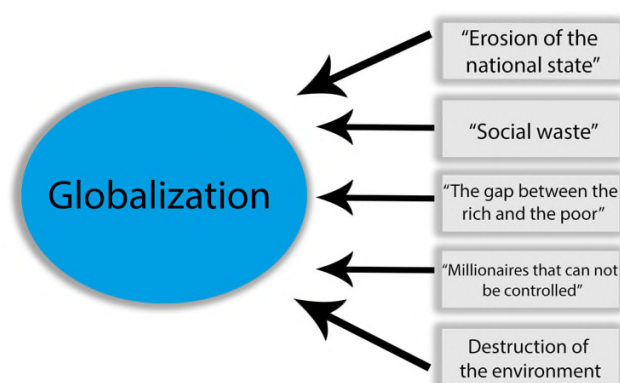 Globalization
“Erosion of the
national state”
“Social waste”
“The gap between the
rich and the poor”
“Millionaires that can not
be controlled”
Destruction of
the environment